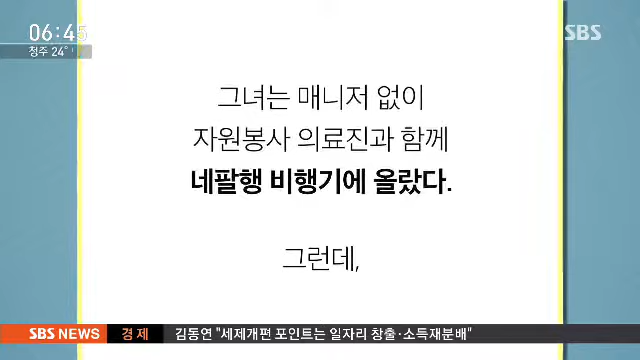 06:45
청주 24°
SBS
그녀는 매니저 없이
자원봉사 의료진과 함께
네팔행 비행기에 올랐다.
그런데,
SBS NEWS 경제 김동연 "세제개편 포인트는 일자리 창출·소득재분배"